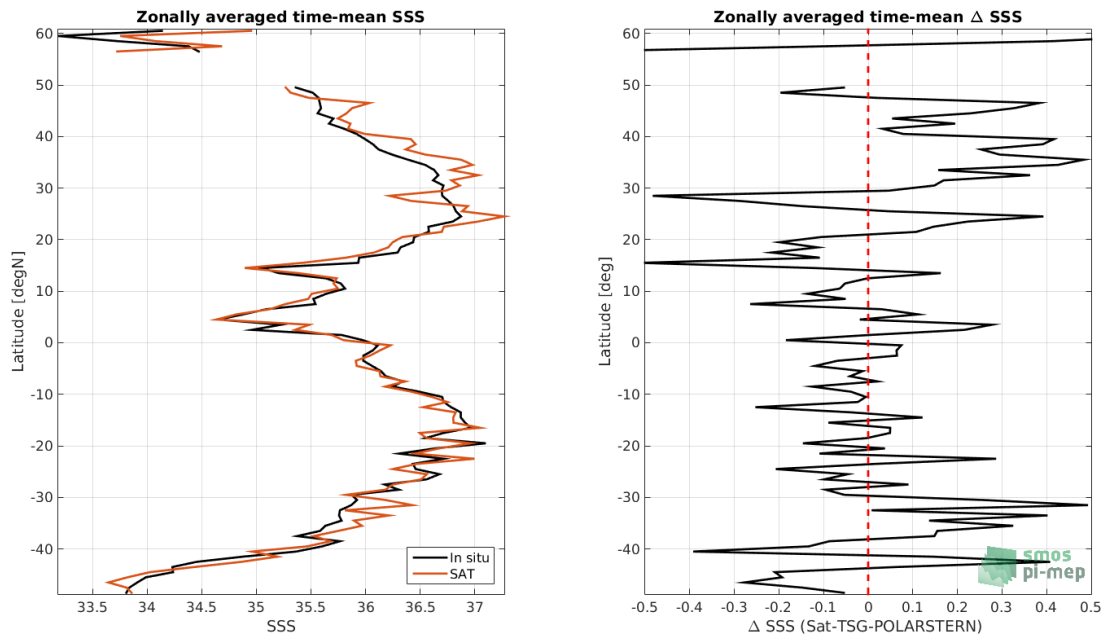 Zonally averaged time-mean SSS
60
50
40
30
20
10
0
-10
-20
-30
-40
Latitude [degN]
33.5 34 34.5 35 35.5 36 36.5 37
SSS
In situ
SAT
Zonally averaged time-mean Δ SSS
60
50
40
30
20
10
0
-10
-20
-30
-40
Latitude [deg]
-0.5 -0.4 -0.3 -0.2 -0.1 0 0.1 0.2 0.3 0.4 0.5
Δ SSS (Sat-TSG-POLARSTERN)
smos
pi-mep